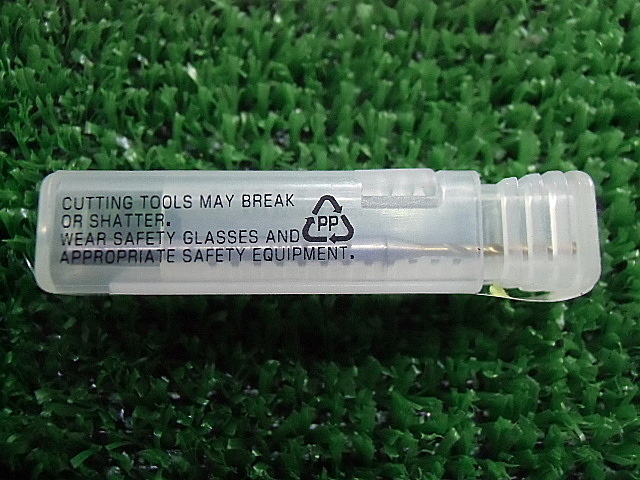 CUTTING TOOLS MAY BREAK
OR SHATTER.
WEAR SAFETY GLASSES AND
APPROPRIATE SAFETY EQUIPMENT.
PP